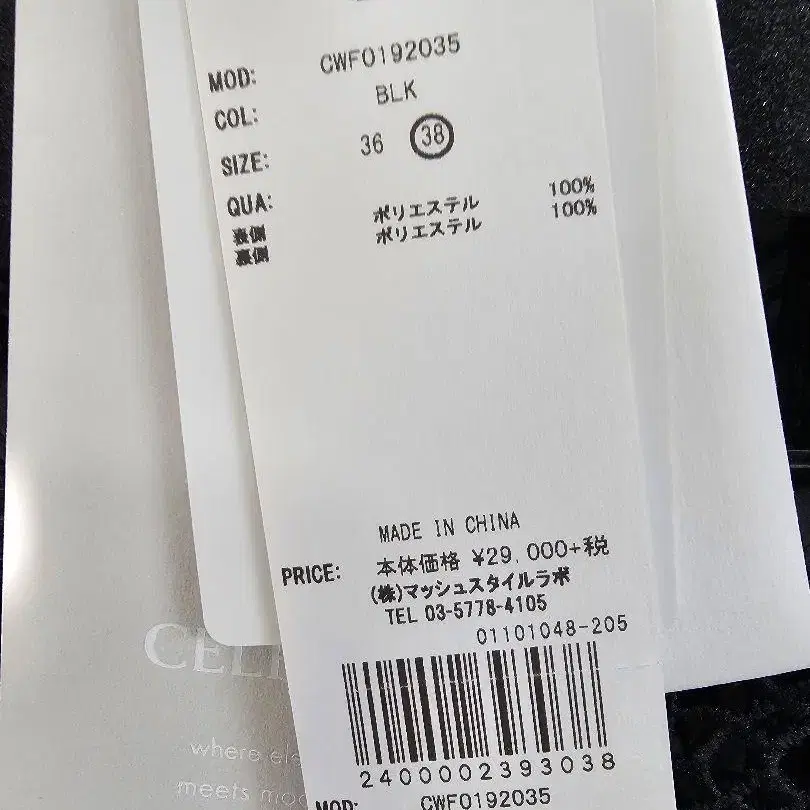 MOD: CWF0192035
COL: BLK
SIZE: 36 38
QUA:
表側 ポリエステル 100%
裏側 ポリエステル 100%
MADE IN CHINA
PRICE: 本体価格 ¥29,000+税
(株)マッシュスタイルラボ
TEL 03-5778-4105
01101048-205
2400002393038
MOD: CWF0192035
where
meets